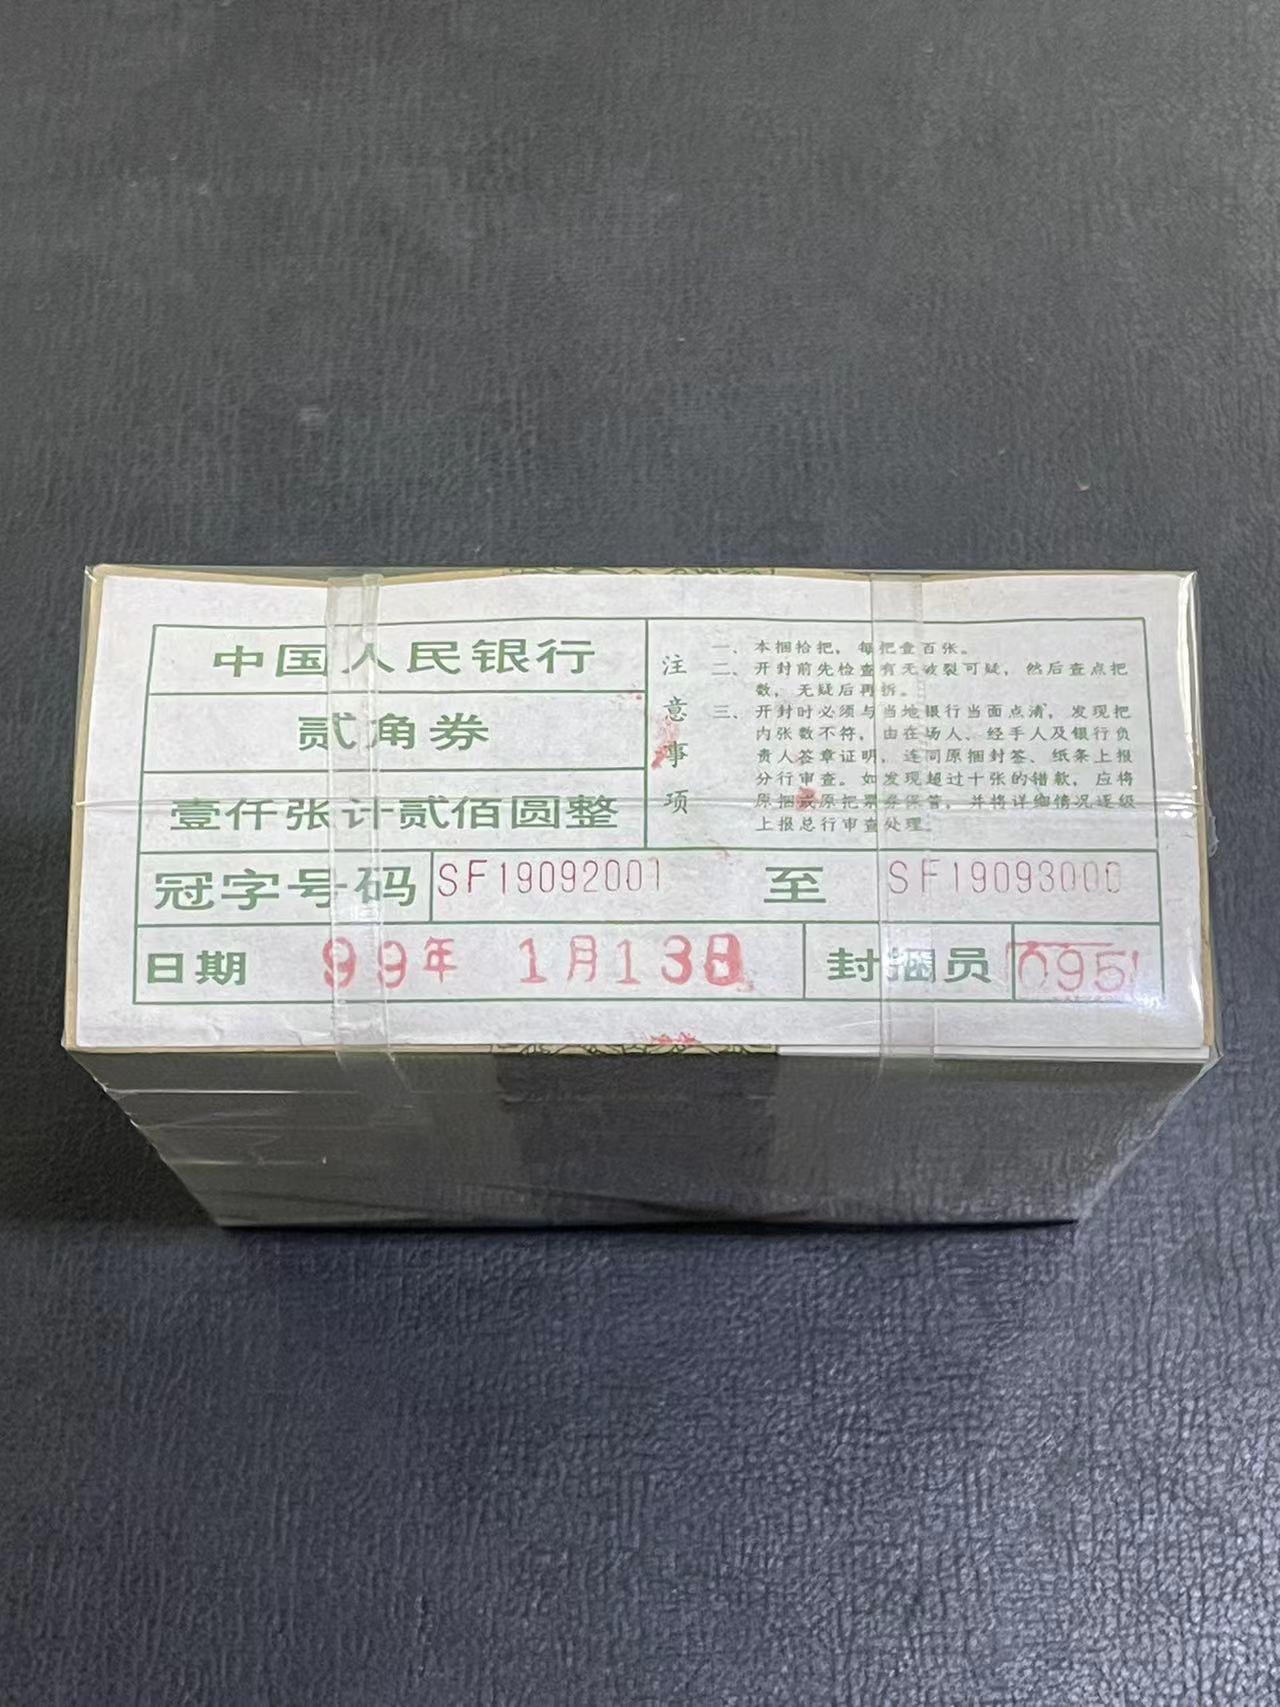 中国人民银行
贰角券
壹仟张计贰佰圆整
注意事项
一、本捆拾把，每把壹百张。
二、开封前先检查有无破裂可疑，然后查点把
数，无疑后再拆。
三、开封时必须与当地银行当面点清，发现把
内张数不符，由在场人、经手人及银行负
责人签章证明，连同原捆封签、纸条上报
分行审查。如发现超过十张的错款，应将
原捆或原把票券保管，并将详细情况逐级
上报总行审查处理。
冠字号码 SF19092001 至 SF19093000
日期 99年 1月13日 封捆员 095